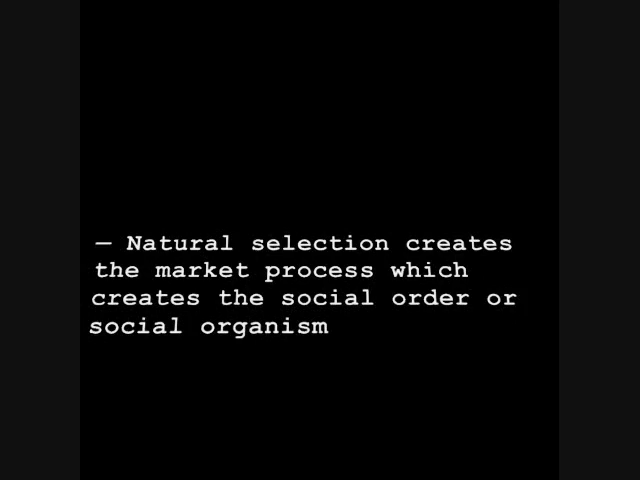 — Natural selection creates
the market process which
creates the social order or
social organism